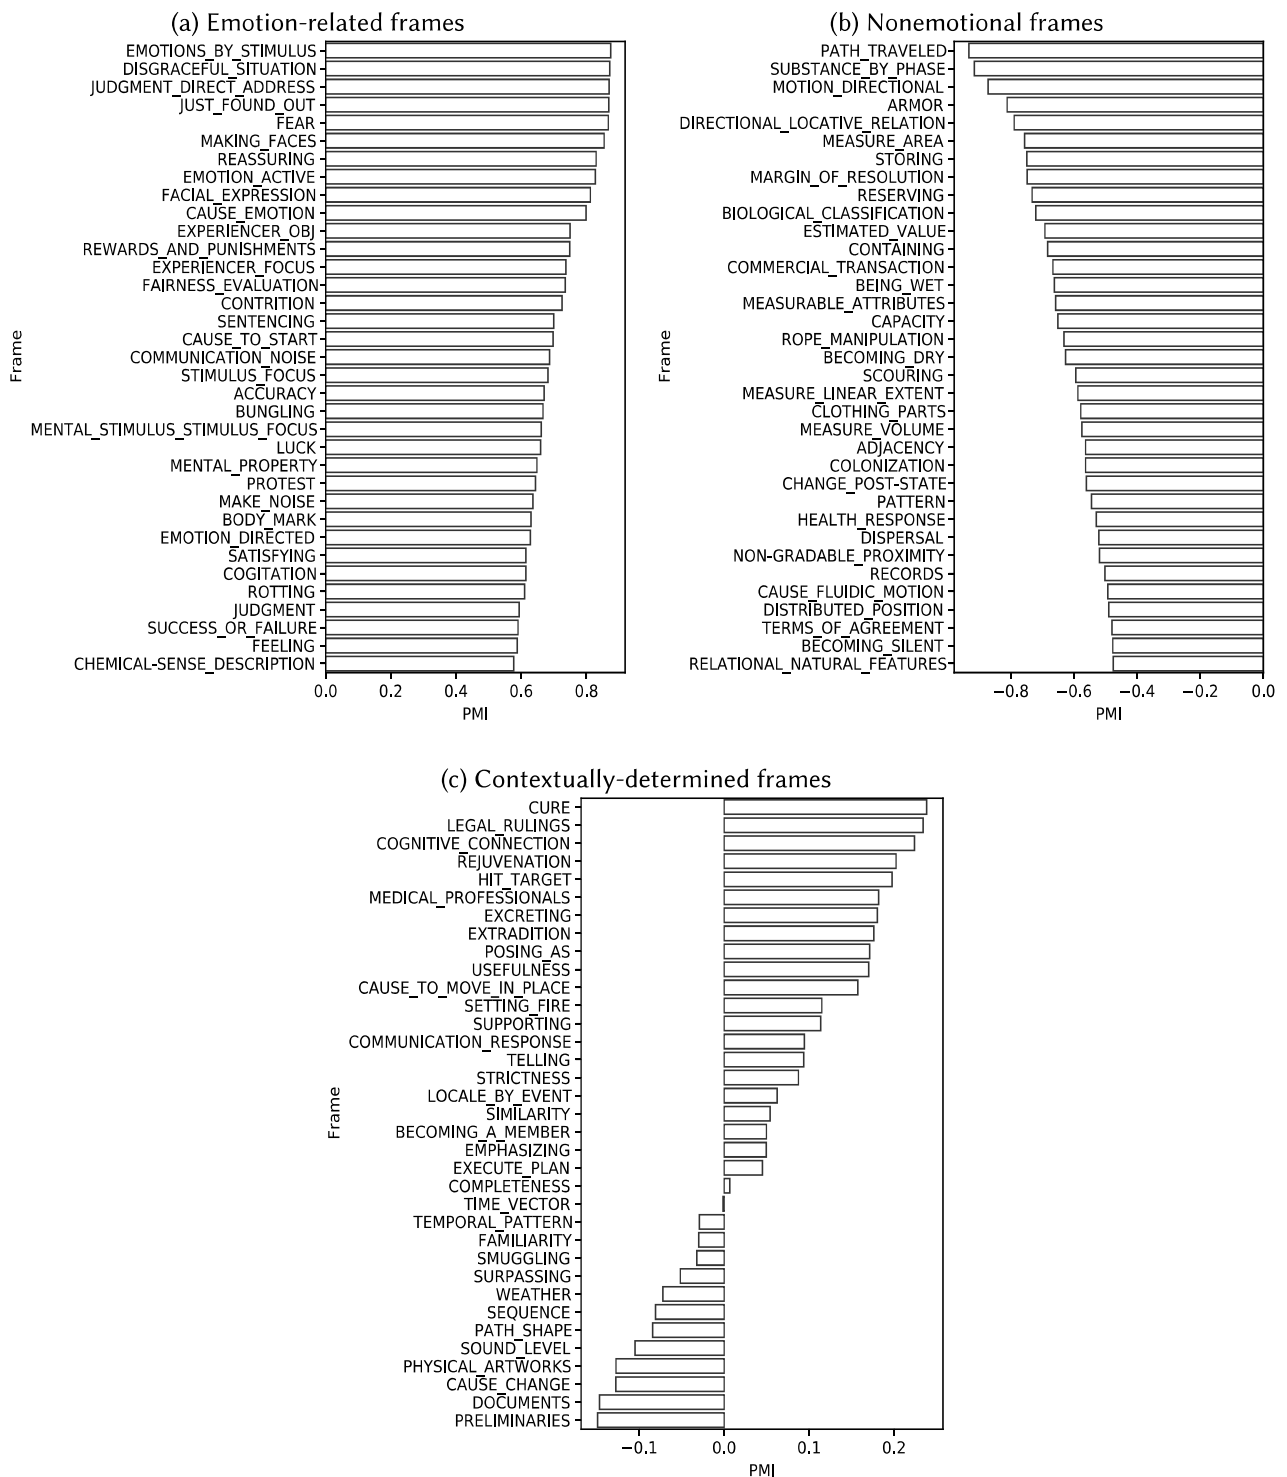 (a) Emotion-related frames
EMOTIONS_BY_STIMULUS
DISGRACEFUL_SITUATION
JUDGMENT_DIRECT_ADDRESS
JUST_FOUND_OUT
FEAR
MAKING_FACES
REASSURING
EMOTION_ACTIVE
FACIAL_EXPRESSION
CAUSE_EMOTION
EXPERIENCER_OBJ
REWARDS_AND_PUNISHMENTS
EXPERIENCER_FOCUS
FAIRNESS_EVALUATION
CONTRITION
SENTENCING
CAUSE_TO_START
COMMUNICATION_NOISE
STIMULUS_FOCUS
ACCURACY
BUNGLING
MENTAL_STIMULUS_STIMULUS_FOCUS
LUCK
MENTAL_PROPERTY
PROTEST
MAKE_NOISE
BODY_MARK
EMOTION_DIRECTED
SATISFYING
COGITATION
ROTTING
JUDGMENT
SUCCESS_OR_FAILURE
FEELING
CHEMICAL-SENSE_DESCRIPTION
Frame
0.0 0.2 0.4 0.6 0.8
PMI
(b) Nonemotional frames
PATH_TRAVELED
SUBSTANCE_BY_PHASE
MOTION_DIRECTIONAL
ARMOR
DIRECTIONAL_LOCATIVE_RELATION
MEASURE_AREA
STORING
MARGIN_OF_RESOLUTION
RESERVING
BIOLOGICAL_CLASSIFICATION
ESTIMATED_VALUE
CONTAINING
COMMERCIAL_TRANSACTION
BEING_WET
MEASURABLE_ATTRIBUTES
CAPACITY
ROPE_MANIPULATION
BECOMING_DRY
SCOURING
MEASURE_LINEAR_EXTENT
CLOTHING_PARTS
MEASURE_VOLUME
ADJACENCY
COLONIZATION
CHANGE_POST-STATE
PATTERN
HEALTH_RESPONSE
DISPERSAL
NON-GRADABLE_PROXIMITY
RECORDS
CAUSE_FLUIDIC_MOTION
DISTRIBUTED_POSITION
TERMS_OF_AGREEMENT
BECOMING_SILENT
RELATIONAL_NATURAL_FEATURES
Frame
−0.8 −0.6 −0.4 −0.2 0.0
PMI
(c) Contextually-determined frames
CURE
LEGAL_RULINGS
COGNITIVE_CONNECTION
REJUVENATION
HIT_TARGET
MEDICAL_PROFESSIONALS
EXCRETING
EXTRADITION
POSING_AS
USEFULNESS
CAUSE_TO_MOVE_IN_PLACE
SETTING_FIRE
SUPPORTING
COMMUNICATION_RESPONSE
TELLING
STRICTNESS
LOCALE_BY_EVENT
SIMILARITY
BECOMING_A_MEMBER
EMPHASIZING
EXECUTE_PLAN
COMPLETENESS
TIME_VECTOR
TEMPORAL_PATTERN
FAMILIARITY
SMUGGLING
SURPASSING
WEATHER
SEQUENCE
PATH_SHAPE
SOUND_LEVEL
PHYSICAL_ARTWORKS
CAUSE_CHANGE
DOCUMENTS
PRELIMINARIES
Frame
−0.1 0.0 0.1 0.2
PMI